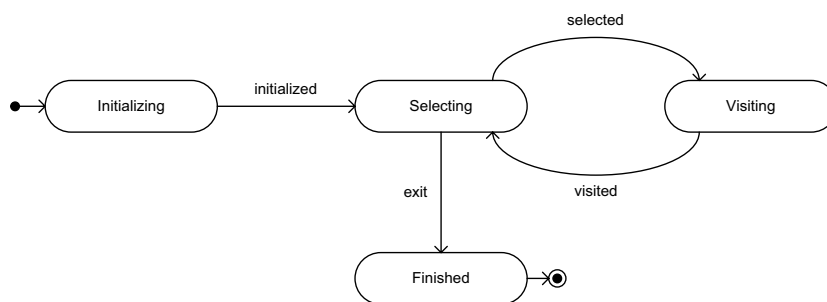 selected
initialized
Initializing
Selecting
Visiting
exit
visited
Finished